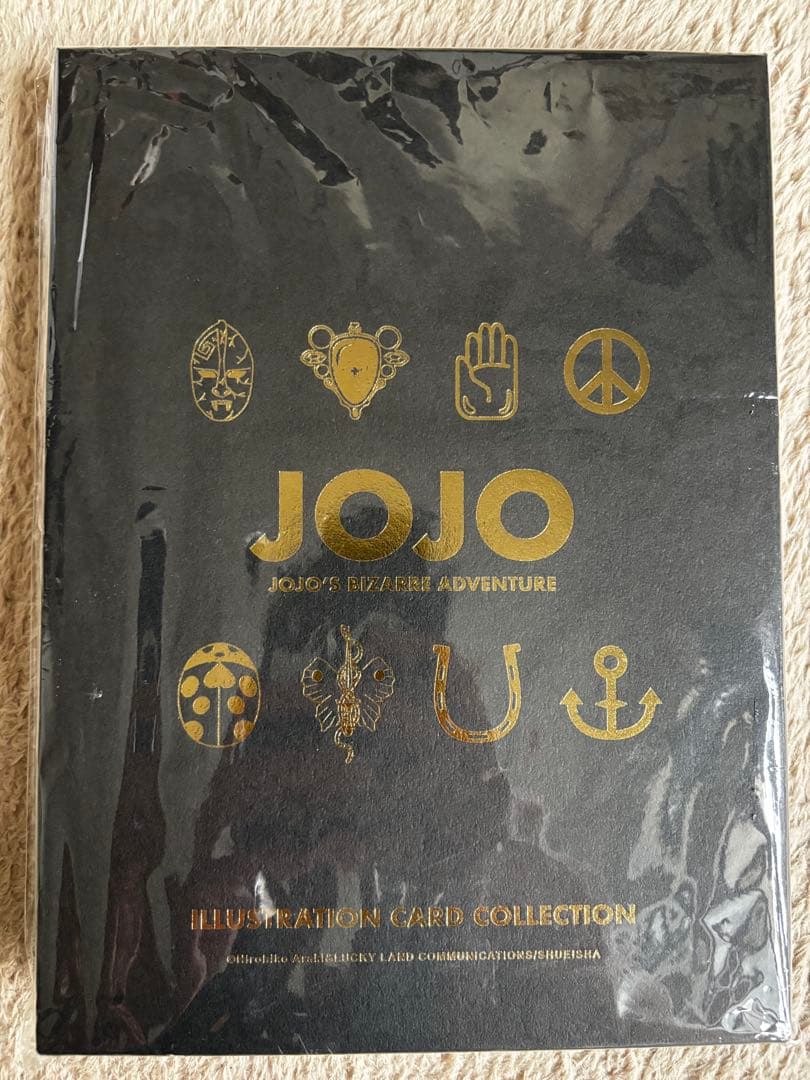 JOJO
JOJO'S BIZARRE ADVENTURE
ILLUSTRATION CARD COLLECTION
©Hirohiko Araki&LUCKY LAND COMMUNICATIONS/SHUEISHA